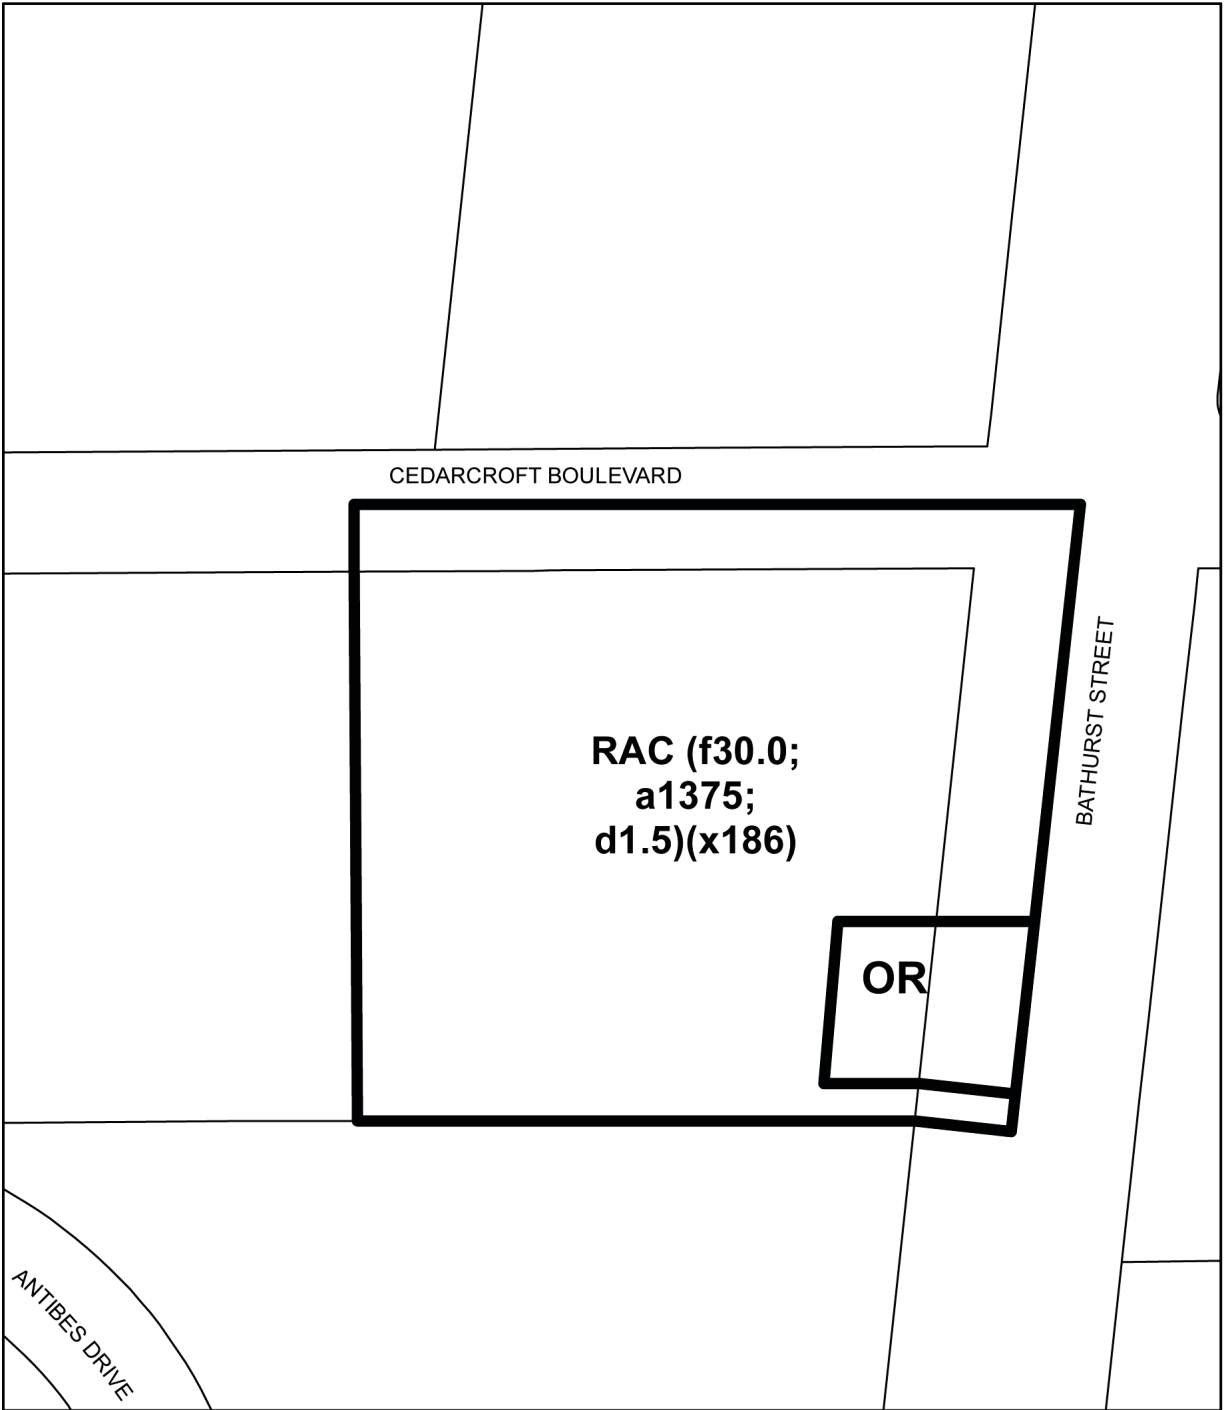 CEDARCROFT BOULEVARD
BATHURST STREET
RAC (f30.0;
a1375;
d1.5)(x186)
OR
ANTIBES DRIVE